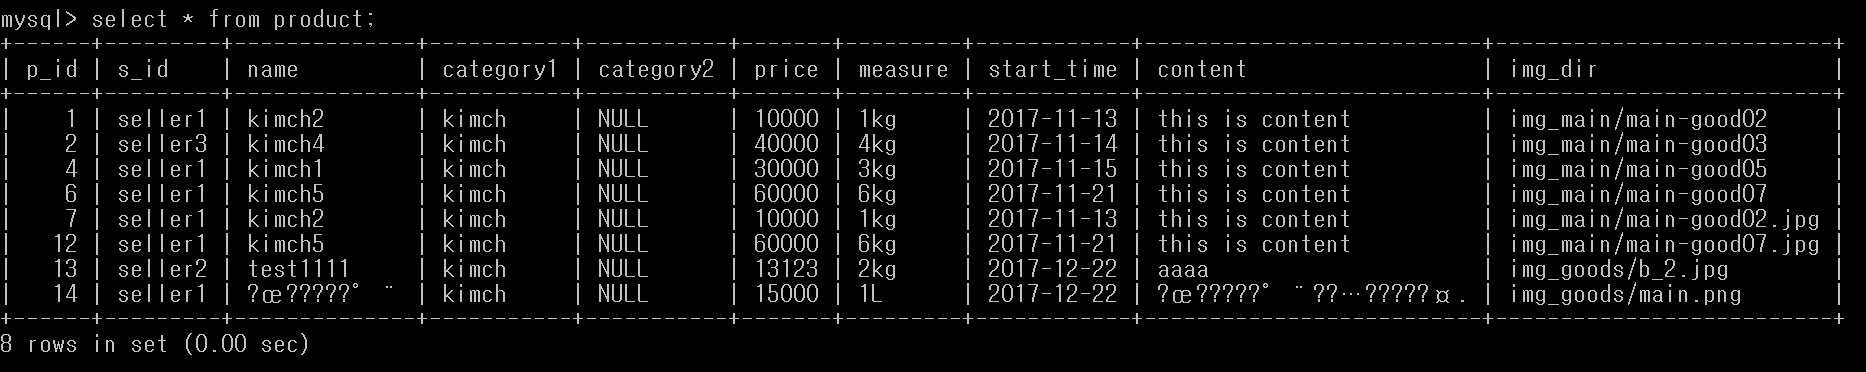 mysql> select * from product;
+------+---------+--------------+-----------+-----------+-------+---------+------------+--------------------------+--------------------------+
| p_id | s_id    | name         | category1 | category2 | price | measure | start_time | content                  | img_dir                  |
+------+---------+--------------+-----------+-----------+-------+---------+------------+--------------------------+--------------------------+
|    1 | seller1 | kimch2       | kimch     | NULL      | 10000 | 1kg     | 2017-11-13 | this is content          | img_main/main-good02     |
|    2 | seller3 | kimch4       | kimch     | NULL      | 40000 | 4kg     | 2017-11-14 | this is content          | img_main/main-good03     |
|    4 | seller1 | kimch1       | kimch     | NULL      | 30000 | 3kg     | 2017-11-15 | this is content          | img_main/main-good05     |
|    6 | seller1 | kimch5       | kimch     | NULL      | 60000 | 6kg     | 2017-11-21 | this is content          | img_main/main-good07     |
|    7 | seller1 | kimch2       | kimch     | NULL      | 10000 | 1kg     | 2017-11-13 | this is content          | img_main/main-good02.jpg |
|   12 | seller1 | kimch5       | kimch     | NULL      | 60000 | 6kg     | 2017-11-21 | this is content          | img_main/main-good07.jpg |
|   13 | seller2 | test1111     | kimch     | NULL      | 13123 | 2kg     | 2017-12-22 | aaaa                     | img_goods/b_2.jpg        |
|   14 | seller1 | ?œ?????° ¨ | kimch     | NULL      | 15000 | 1L      | 2017-12-22 | ?œ?????° ¨??…?????¤. | img_goods/main.png       |
+------+---------+--------------+-----------+-----------+-------+---------+------------+--------------------------+--------------------------+
8 rows in set (0.00 sec)